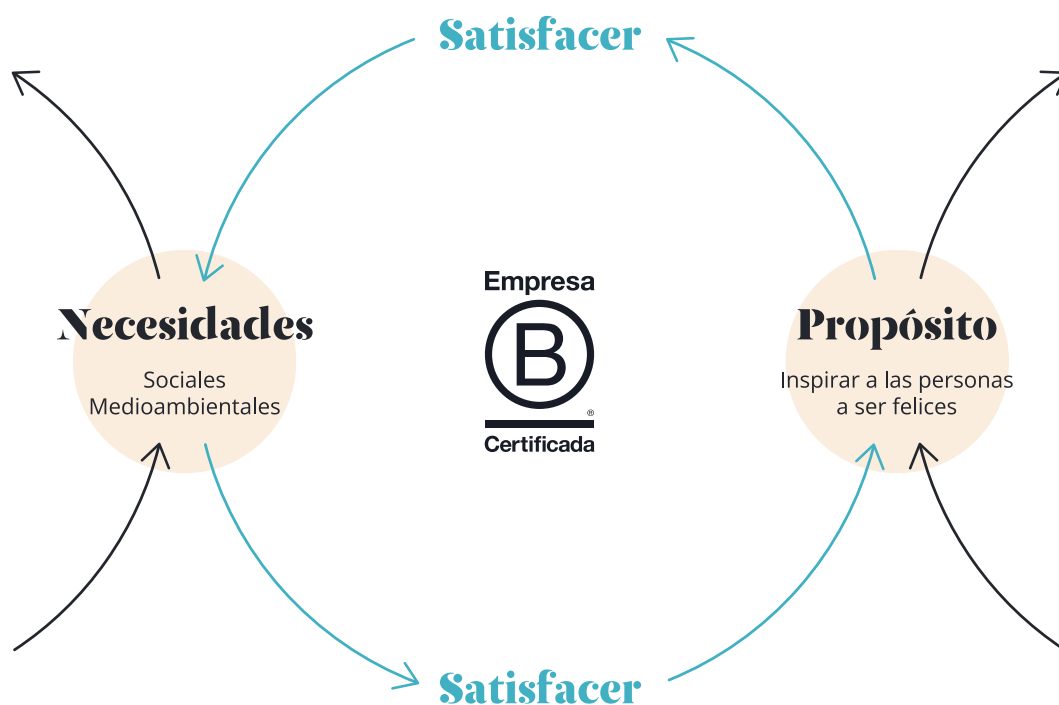 Satisfacer
Necesidades
Sociales
Medioambientales
Empresa
B
®
Certificada
Propósito
Inspirar a las personas
a ser felices
Satisfacer